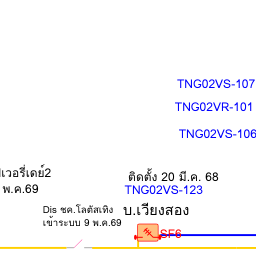 TNG02VS-107
TNG02VR-101
TNG02VS-106
เวอรี่เดย์2
พ.ค.69
ติดตั้ง 20 มี.ค. 68
TNG02VS-123
Dis ชค.โลตัสเทิง
เข้าระบบ 9 พ.ค.69
บ.เวียงสอง
SF6